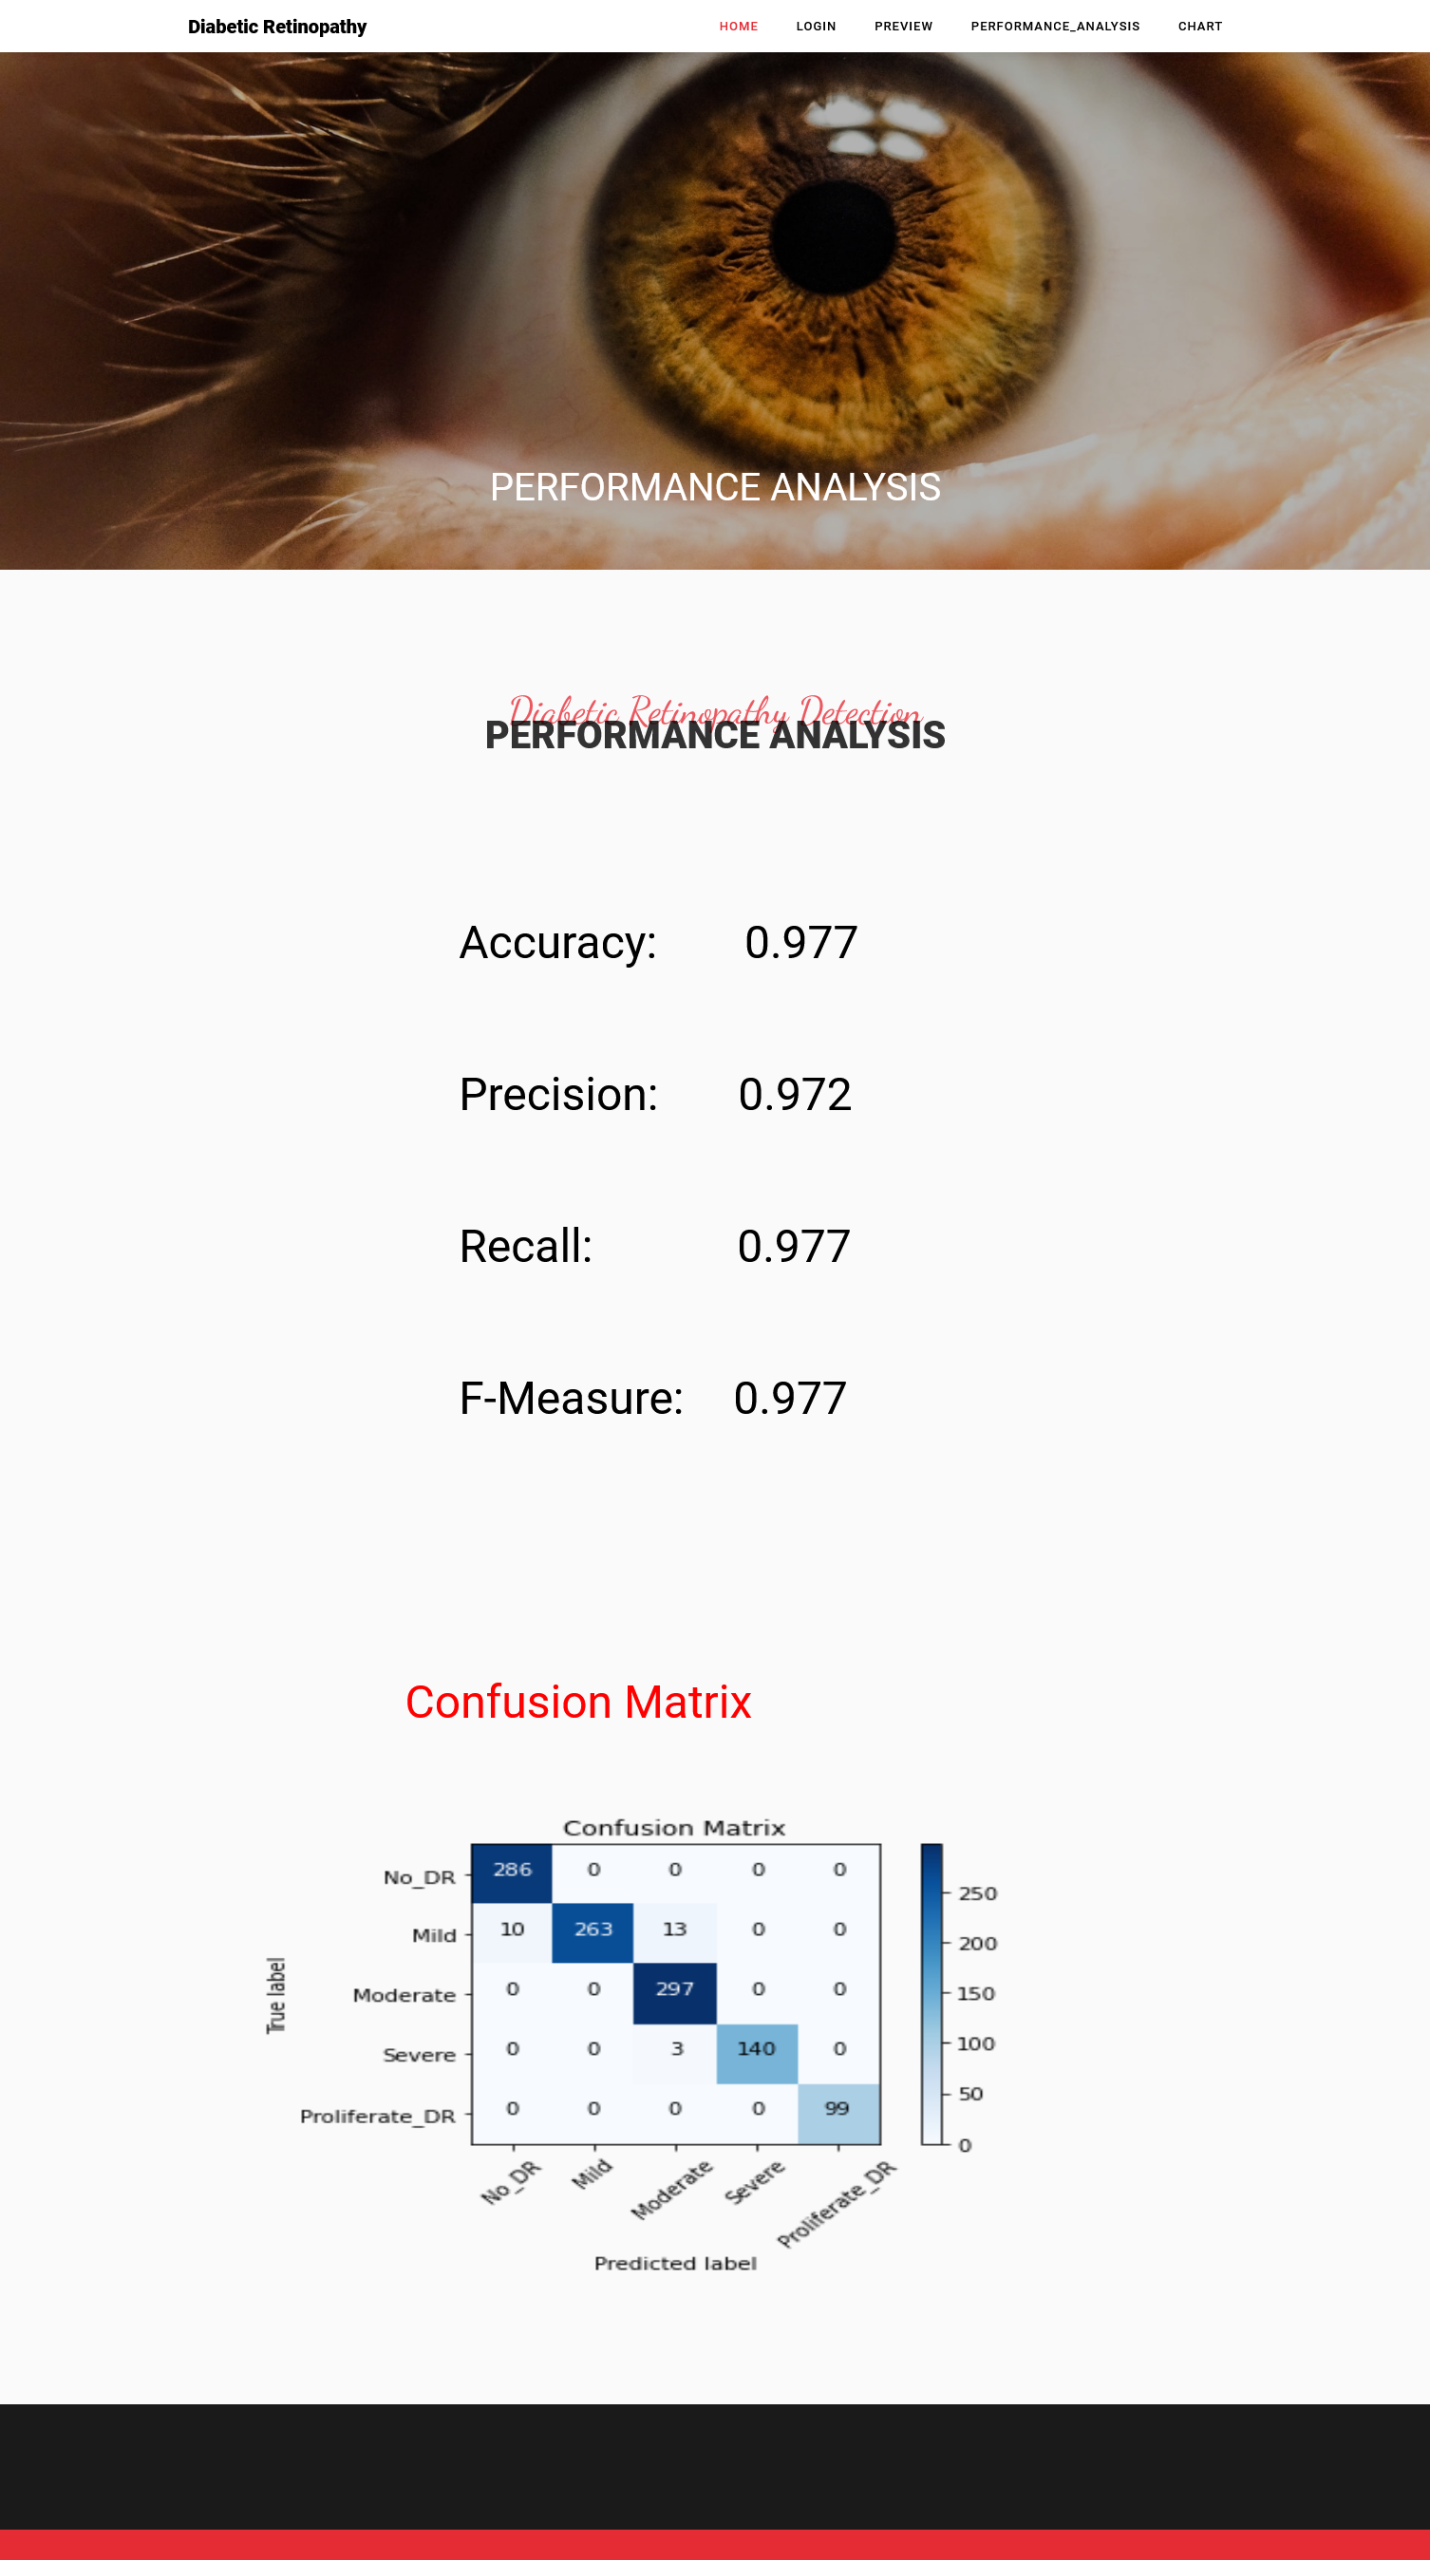 Diabetic Retinopathy HOME LOGIN PREVIEW PERFORMANCE_ANALYSIS CHART
PERFORMANCE ANALYSIS
Diabetic Retinopathy Detection
PERFORMANCE ANALYSIS
Accuracy: 0.977
Precision: 0.972
Recall: 0.977
F-Measure: 0.977
Confusion Matrix
Confusion Matrix
No_DR 286 0 0 0 0
Mild 10 263 13 0 0
Moderate 0 0 297 0 0
Severe 0 0 3 140 0
Proliferate_DR 0 0 0 0 99
True label
No_DR Mild Moderate Severe Proliferate_DR
Predicted label
250
200
150
100
50
0